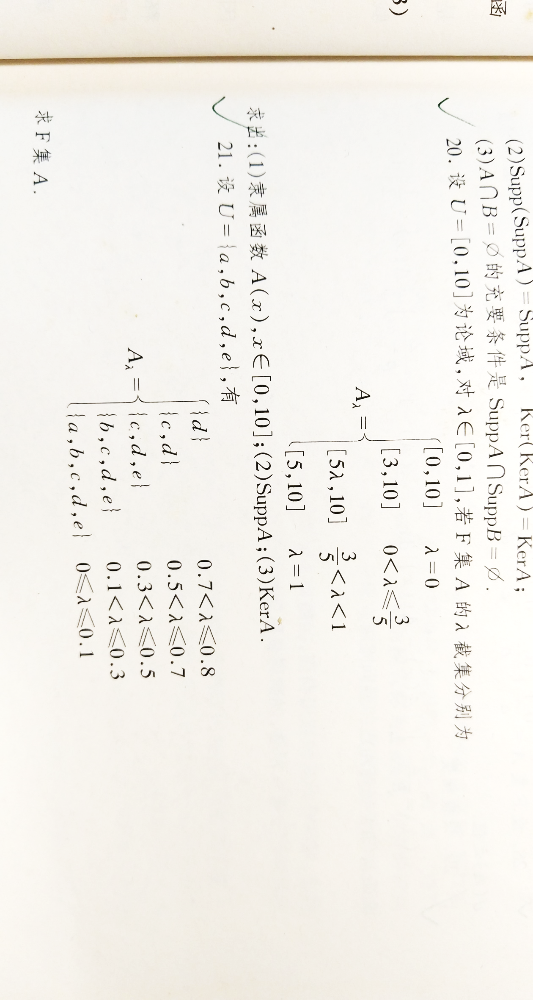 函
3)
(2)Supp(SuppA)=SuppA, Ker(KerA)=KerA;
(3)A∩B=∅的充要条件是 SuppA∩SuppB=∅.
20. 设 U=[0,10]为论域,对 λ∈[0,1],若 F 集 A 的 λ 截集分别为
A_λ={
[0,10] λ=0
[3,10] 0<λ⩽3/5
[5λ,10] 3/5<λ<1
[5,10] λ=1
求出:(1)隶属函数 A(x),x∈[0,10];(2)SuppA;(3)KerA.
21. 设 U={a,b,c,d,e},有
A_λ={
{d} 0.7<λ⩽0.8
{c,d} 0.5<λ⩽0.7
{c,d,e} 0.3<λ⩽0.5
{b,c,d,e} 0.1<λ⩽0.3
{a,b,c,d,e} 0⩽λ⩽0.1
求 F 集 A.